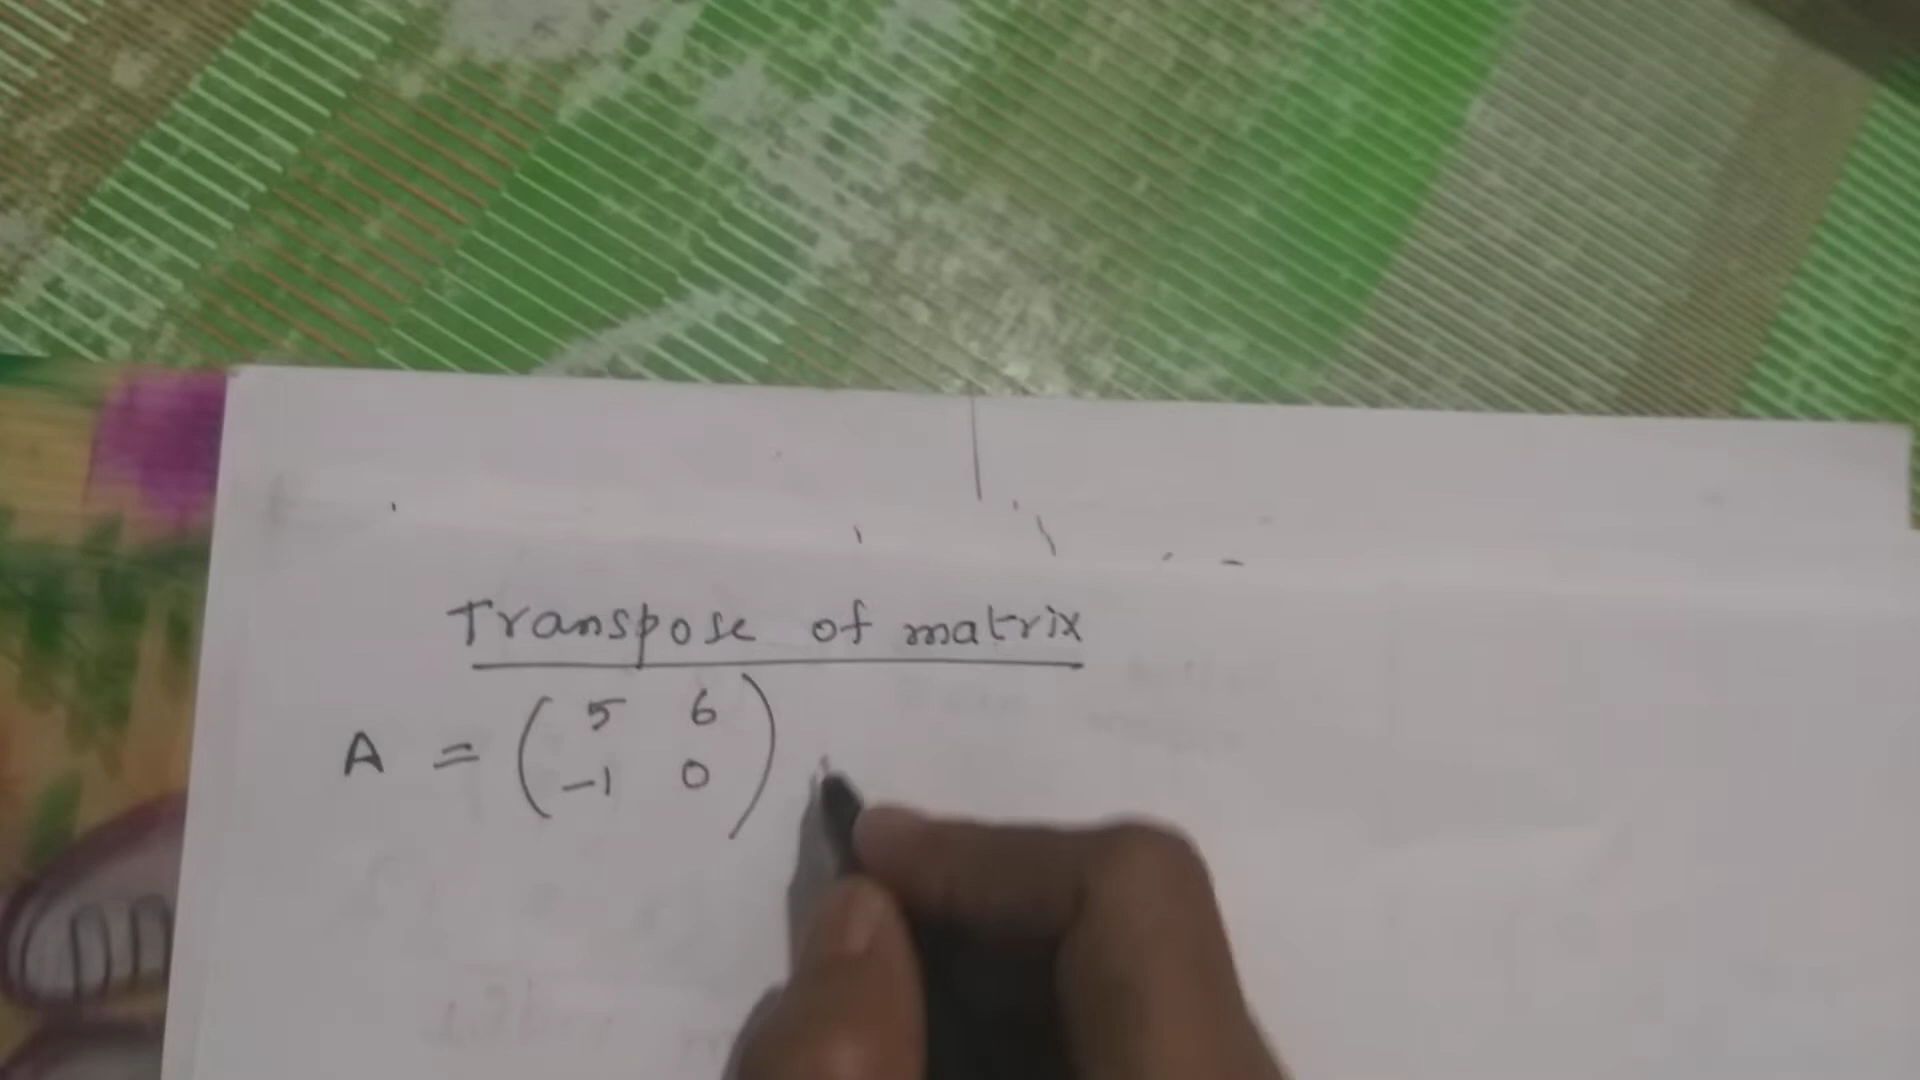 Transpose of matrix
5 6
A =
-1 0